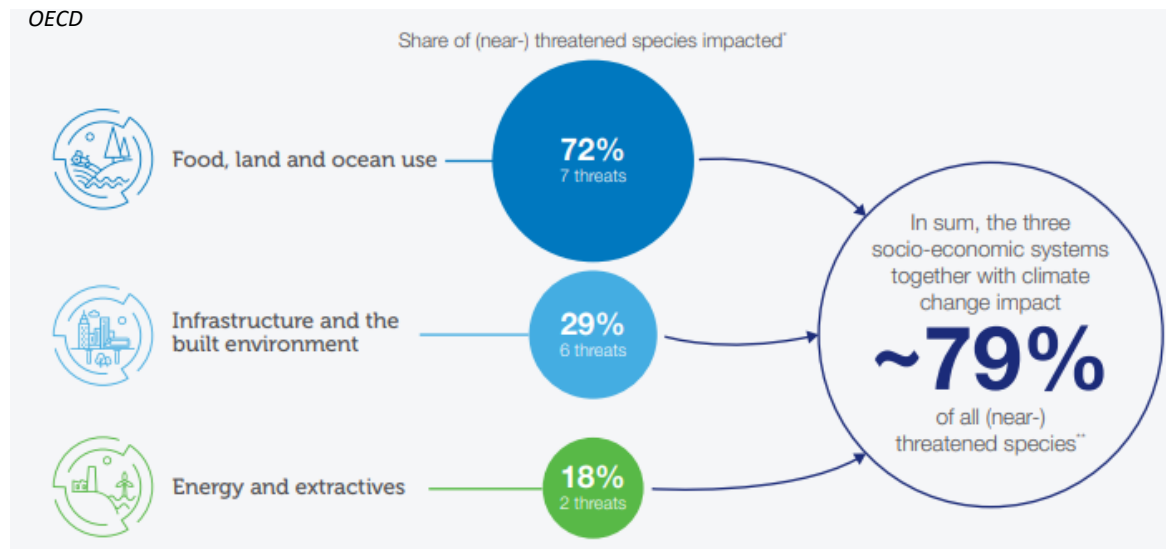 OECD
Share of (near-) threatened species impacted*
Food, land and ocean use
72%
7 threats
Infrastructure and the
built environment
29%
6 threats
Energy and extractives
18%
2 threats
In sum, the three
socio-economic systems
together with climate
change impact
~79%
of all (near-)
threatened species**